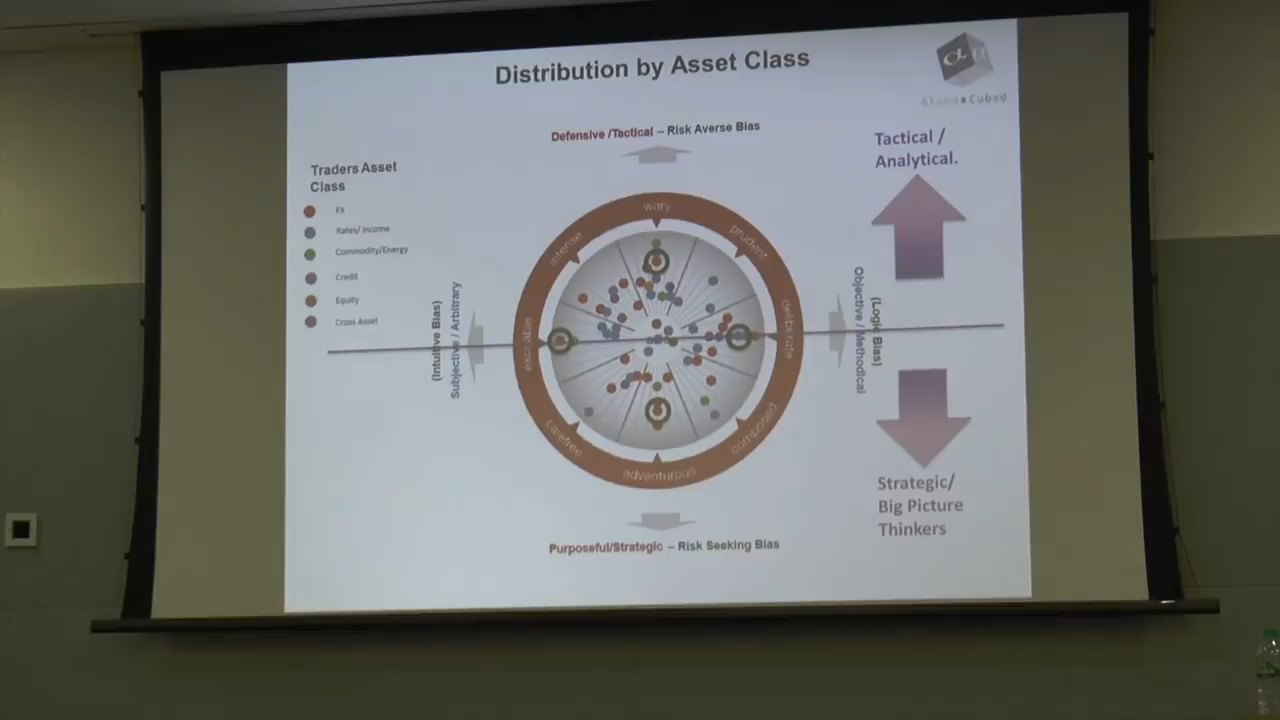 Distribution by Asset Class
Alpha Cubed
Defensive /Tactical – Risk Averse Bias
Tactical /
Analytical.
Traders Asset
Class
FX
Rates/ Income
Commodity/Energy
Credit
Equity
Cross Asset
wary
prudent
deliberate
composed
adventurous
carefree
excitable
intense
(Intuitive Bias)
Subjective / Arbitrary
Objective / Methodical
(Logic Bias)
Strategic/
Big Picture
Thinkers
Purposeful/Strategic – Risk Seeking Bias